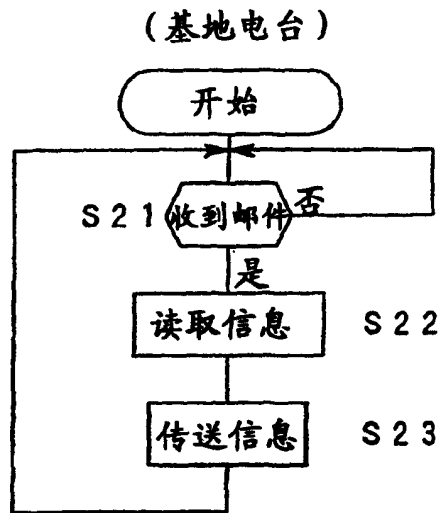 (基地电台)
开始
S21 收到邮件 否
是
读取信息 S22
传送信息 S23